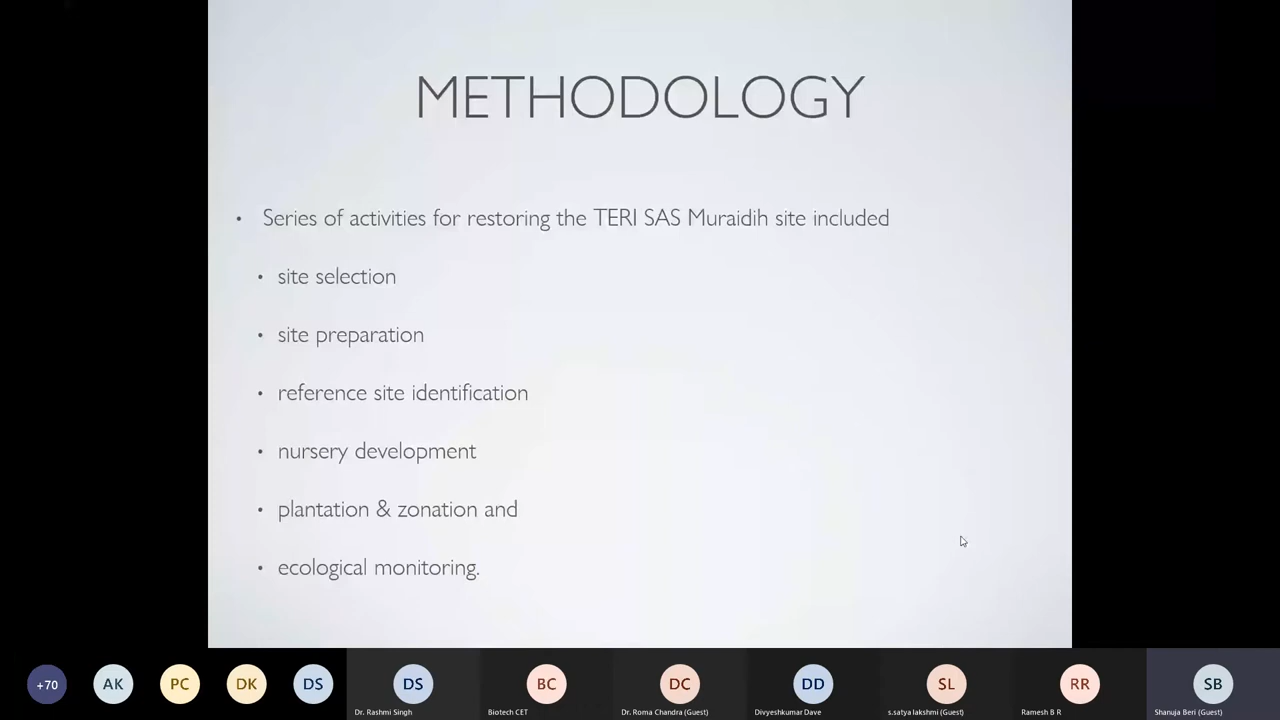 METHODOLOGY
• Series of activities for restoring the TERI SAS Muraidih site included
• site selection
• site preparation
• reference site identification
• nursery development
• plantation & zonation and
• ecological monitoring.
+70
AK
PC
DK
DS
DS
BC
DC
DD
SL
RR
SB
Dr. Rashmi Singh
Biotech CET
Dr. Roma Chandra (Guest)
Divyeshkumar Dave
s.satya lakshmi (Guest)
Ramesh B R
Shanuja Beri (Guest)